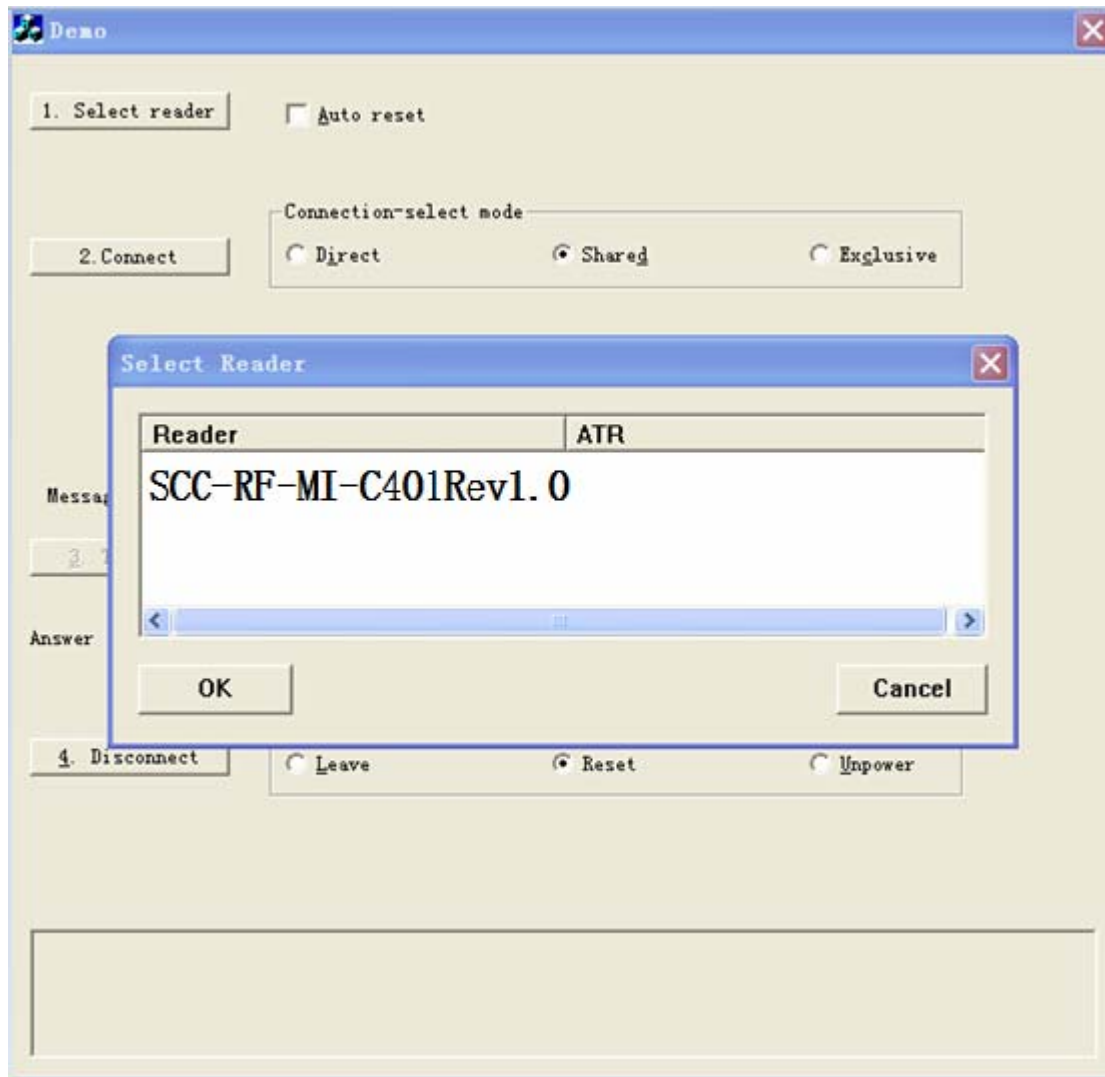 Demo
1. Select reader
Auto reset
Connection-select mode
2.Connect
Direct
Shared
Exclusive
Select Reader
Reader
ATR
SCC-RF-MI-C401Rev1.0
OK
Cancel
3.
Answer
4. Disconnect
Leave
Reset
Unpower